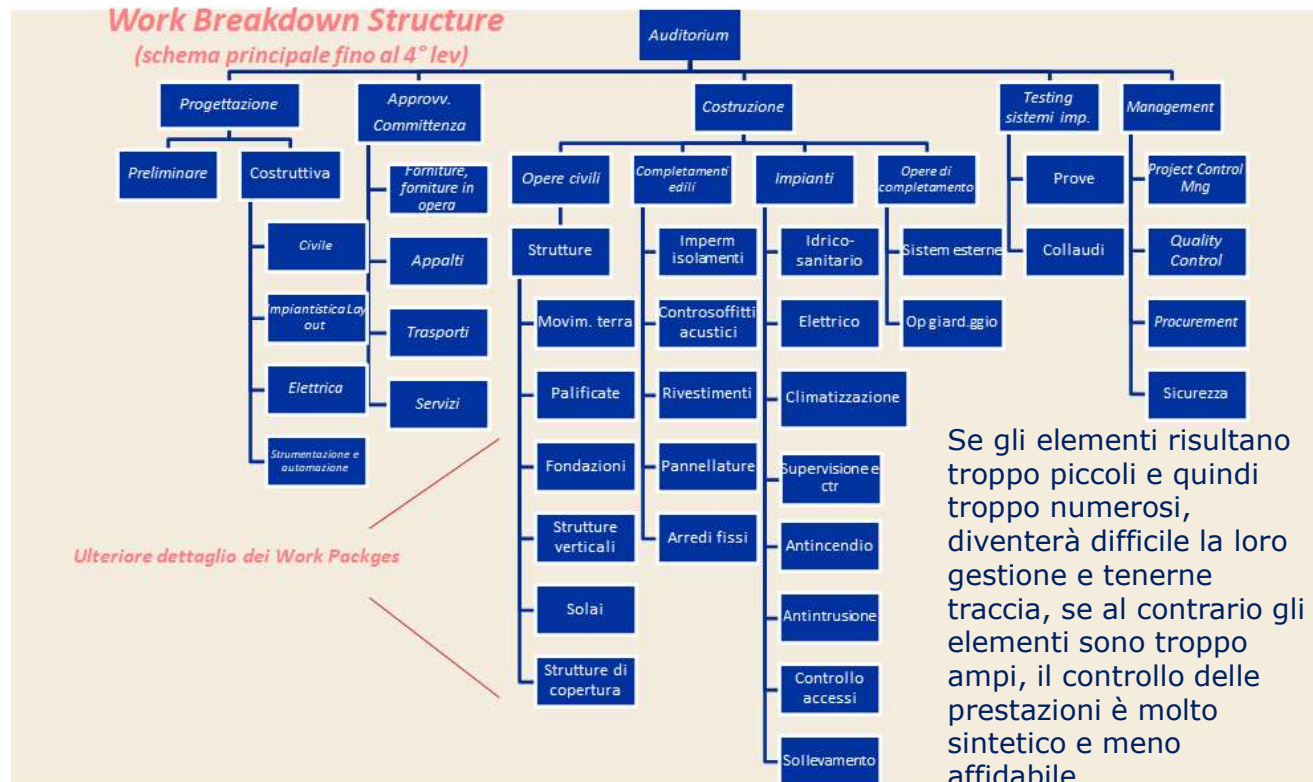 Work Breakdown Structure
(schema principale fino al 4° lev)
Auditorium
Progettazione
Approvv.
Committenza
Costruzione
Testing
sistemi imp.
Management
Preliminare
Costruttiva
Civile
Impiantistica Lay
out
Elettrica
Strumentazione e
automazione
Forniture,
forniture in
opera
Appalti
Trasporti
Servizi
Opere civili
Strutture
Movim. terra
Palificate
Fondazioni
Strutture
verticali
Solai
Strutture di
copertura
Completamenti
edili
Imperm
isolamenti
Controsoffitti
acustici
Rivestimenti
Pannellature
Arredi fissi
Impianti
Idrico-
sanitario
Elettrico
Climatizzazione
Supervisione e
ctr
Antincendio
Antintrusione
Controllo
accessi
Sollevamento
Opere di
completamento
Sistem esterne
Op giard.ggio
Prove
Collaudi
Project Control
Mng
Quality
Control
Procurement
Sicurezza
Ulteriore dettaglio dei Work Packges
Se gli elementi risultano
troppo piccoli e quindi
troppo numerosi,
diventerà difficile la loro
gestione e tenerne
traccia, se al contrario gli
elementi sono troppo
ampi, il controllo delle
prestazioni è molto
sintetico e meno
affidabile